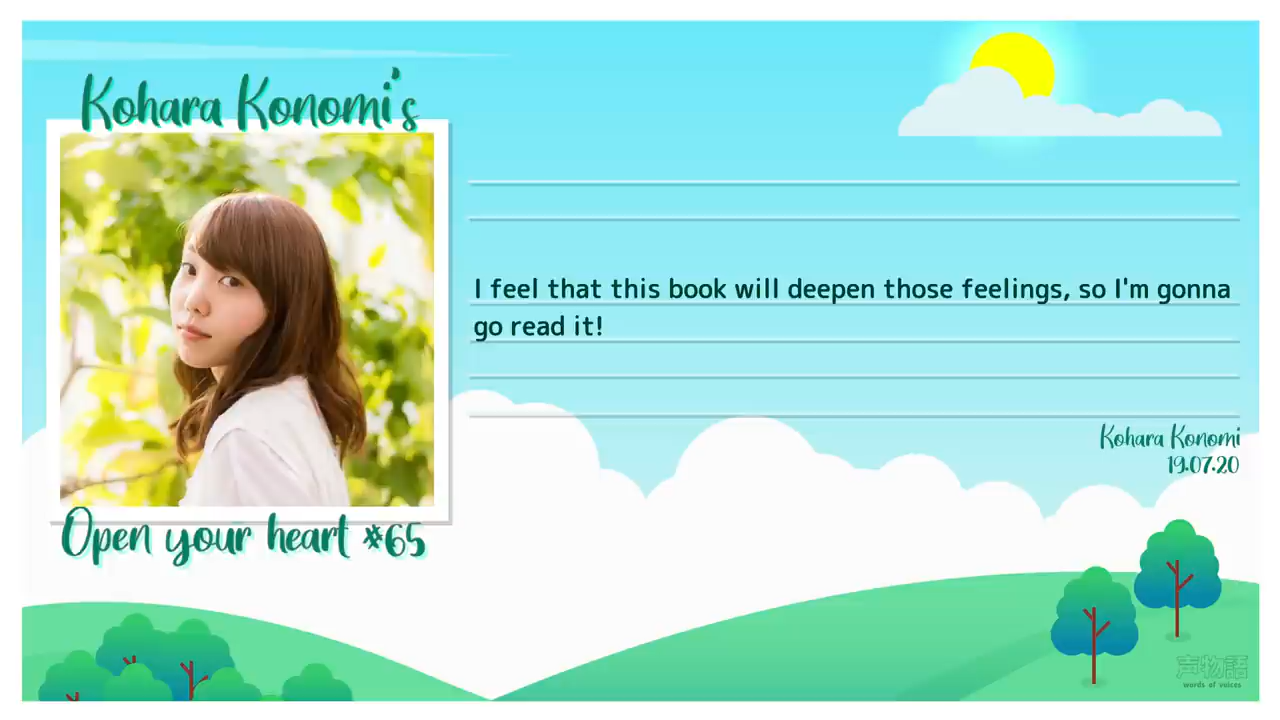 Kohara Konomi's
I feel that this book will deepen those feelings, so I'm gonna
go read it!
Kohara Konomi
19.07.20
Open your heart #65
声物語
words of voices